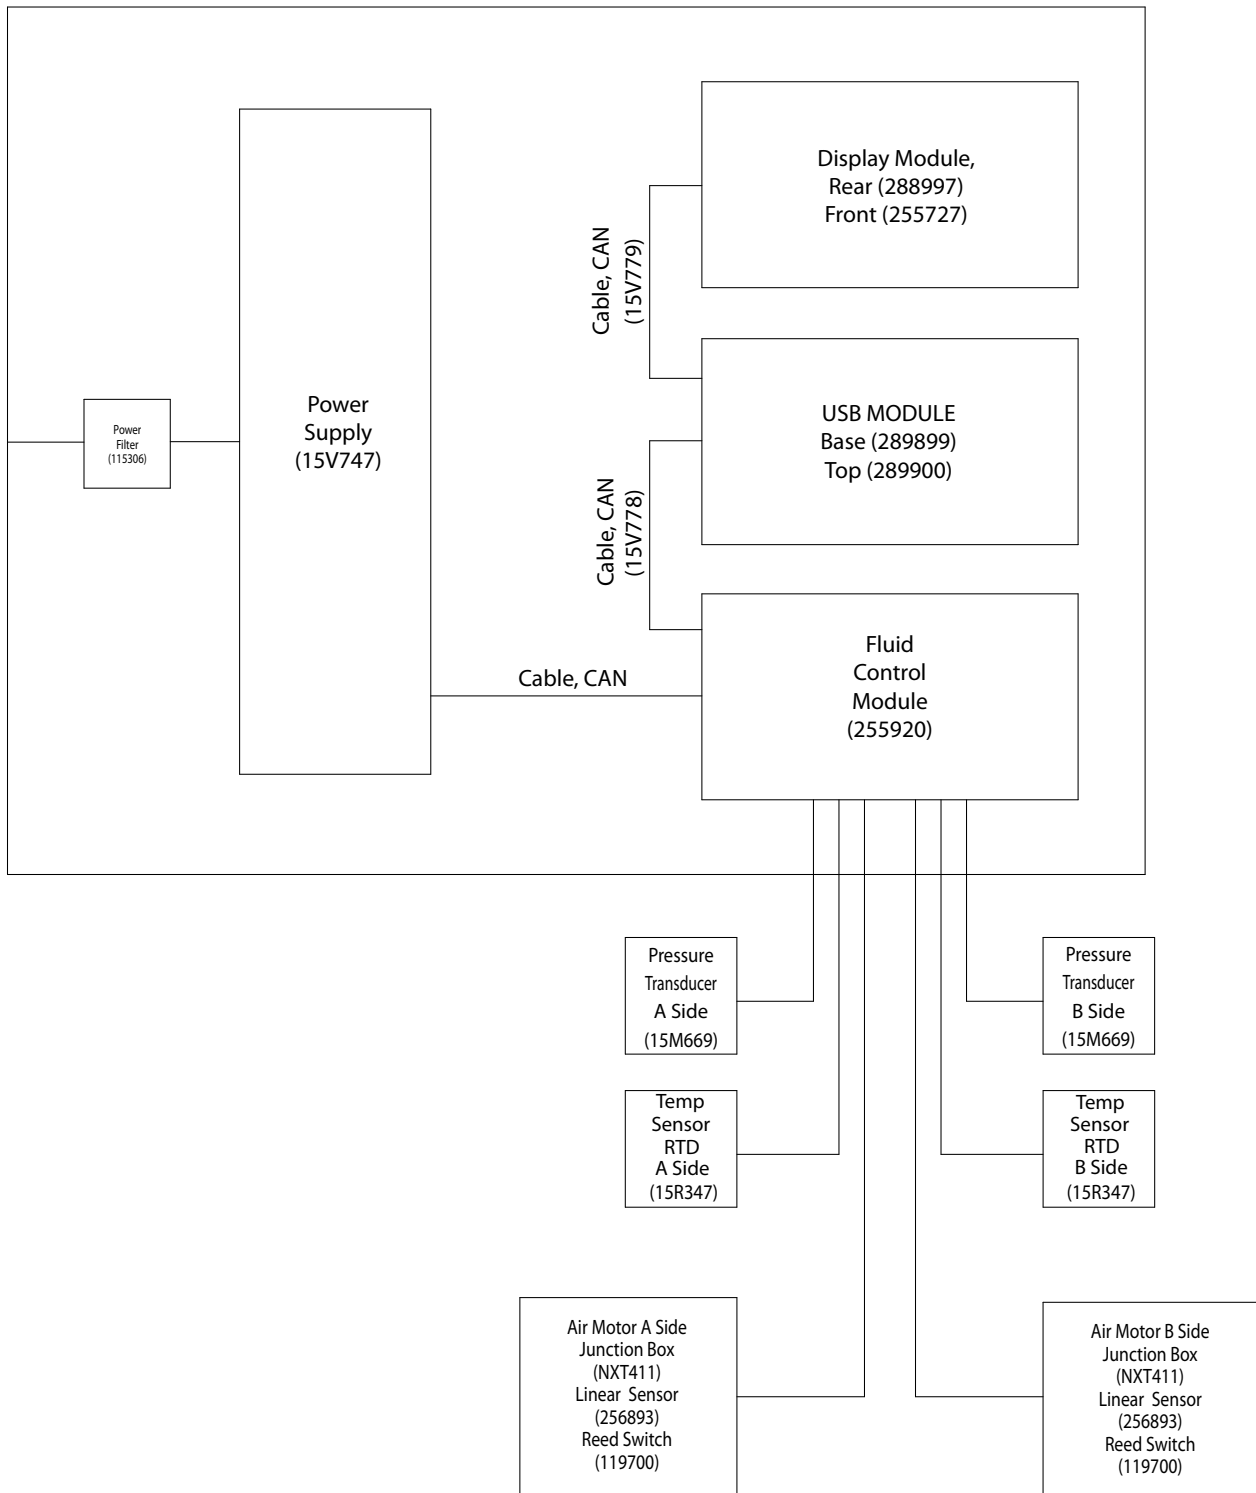 Display Module,
Rear (288997)
Front (255727)
Cable, CAN
(15V779)
Power
Filter
(115306)
Power
Supply
(15V747)
USB MODULE
Base (289899)
Top (289900)
Cable, CAN
(15V778)
Fluid
Control
Module
(255920)
Cable, CAN
Pressure
Transducer
A Side
(15M669)
Pressure
Transducer
B Side
(15M669)
Temp
Sensor
RTD
A Side
(15R347)
Temp
Sensor
RTD
B Side
(15R347)
Air Motor A Side
Junction Box
(NXT411)
Linear Sensor
(256893)
Reed Switch
(119700)
Air Motor B Side
Junction Box
(NXT411)
Linear Sensor
(256893)
Reed Switch
(119700)